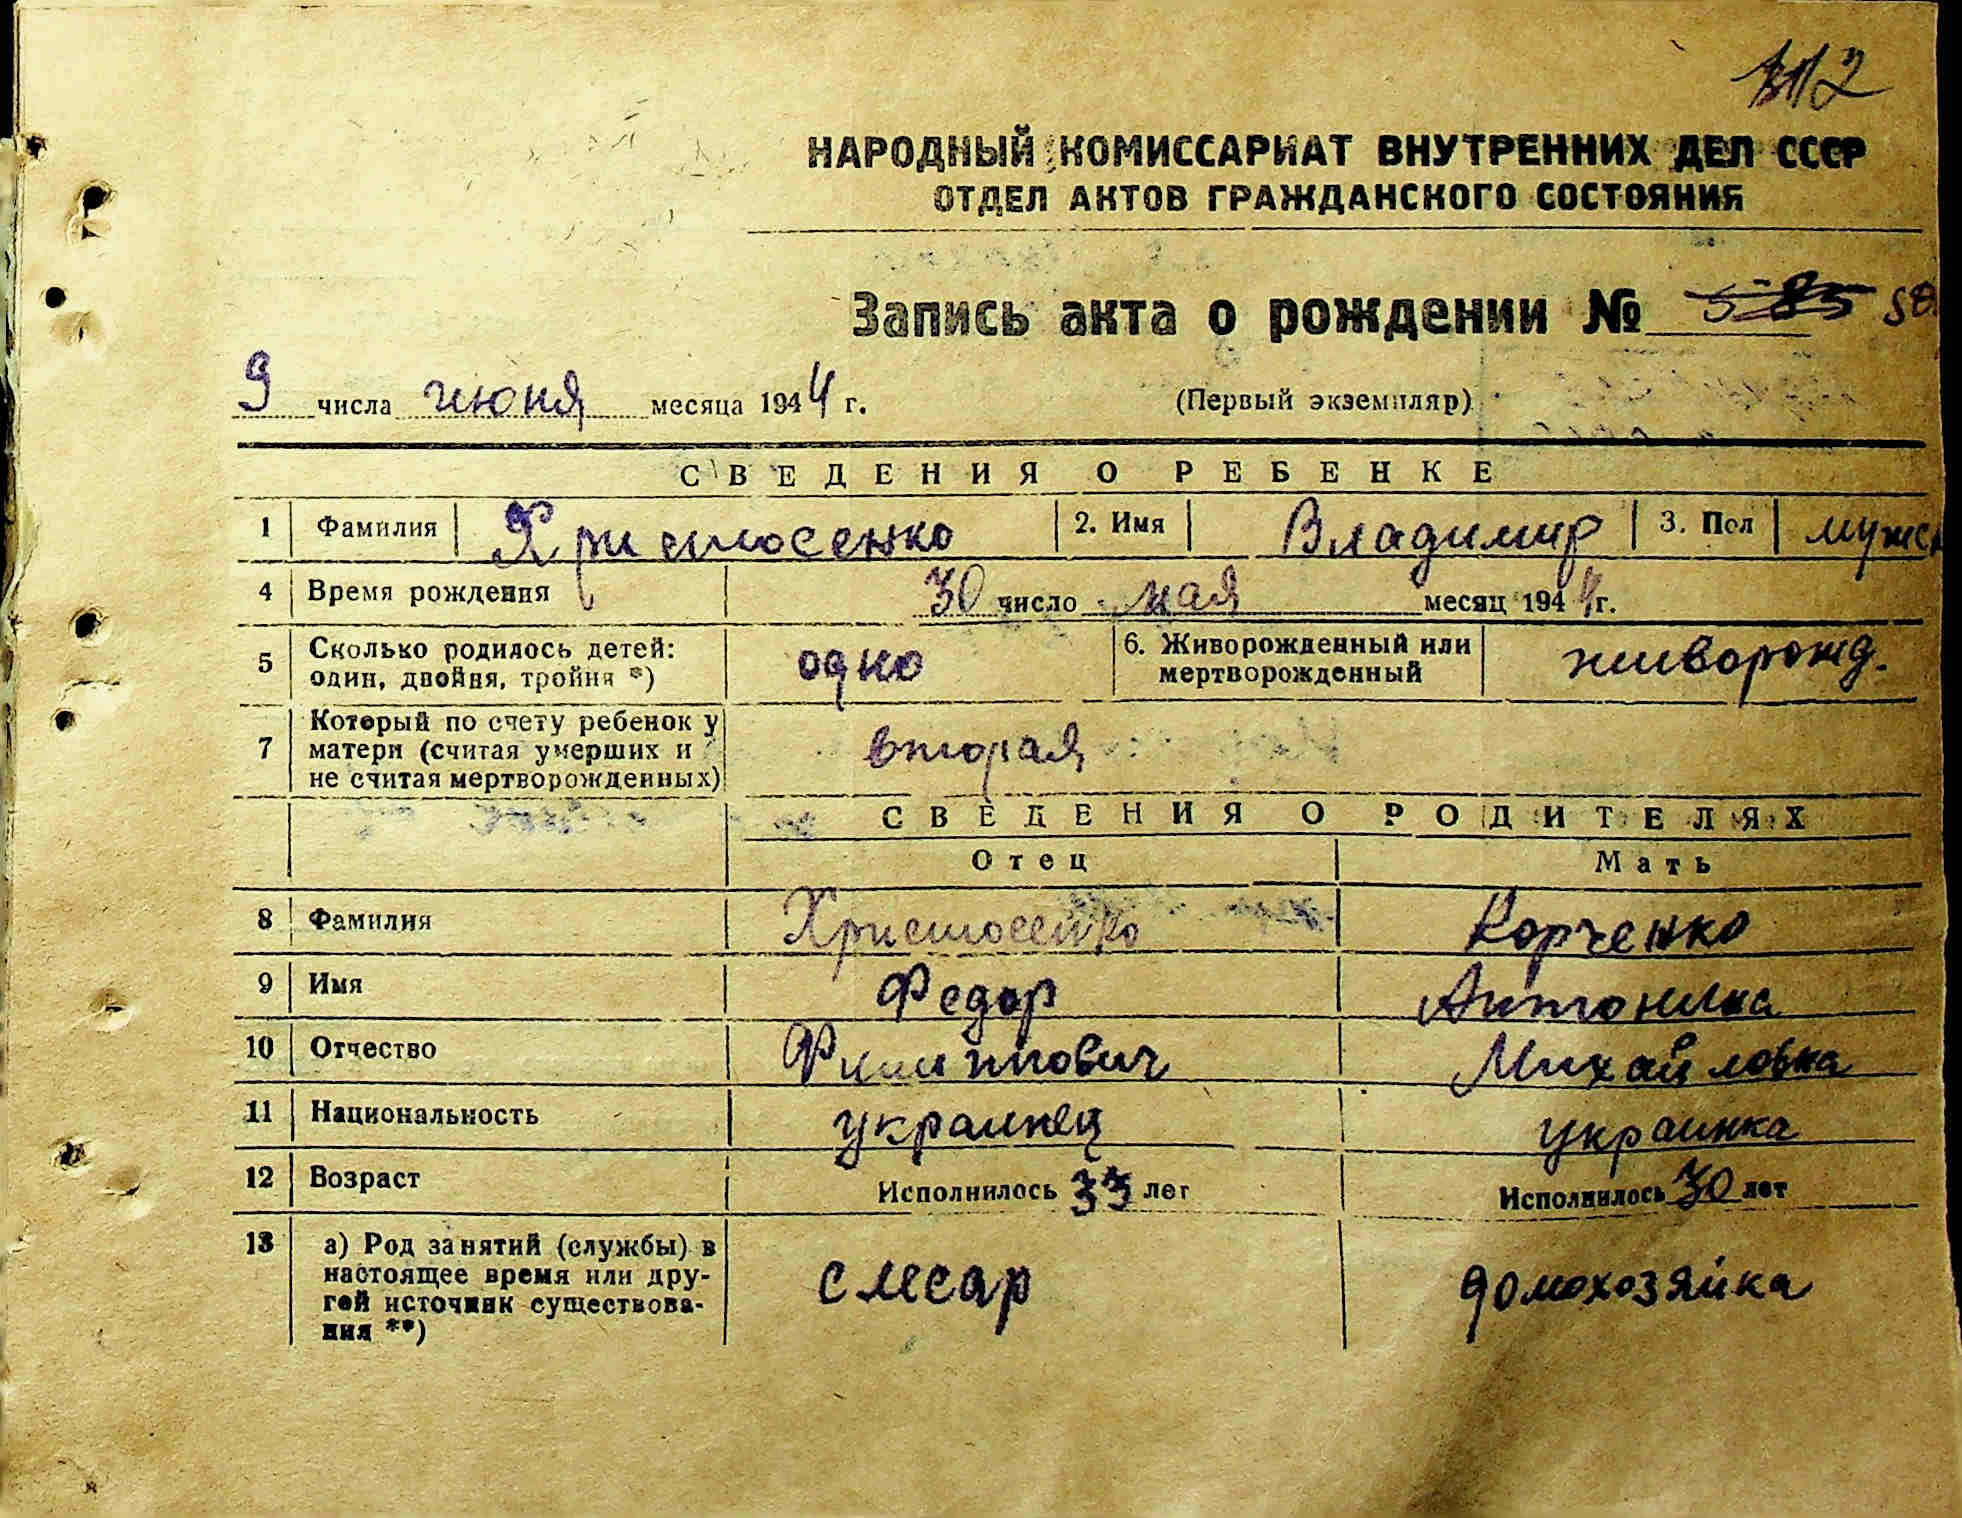 112
НАРОДНЫЙ КОМИССАРИАТ ВНУТРЕННИХ ДЕЛ СССР
ОТДЕЛ АКТОВ ГРАЖДАНСКОГО СОСТОЯНИЯ
Запись акта о рождении № 585
9 числа июня месяца 1944 г. (Первый экземпляр)
СВЕДЕНИЯ О РЕБЕНКЕ
1 Фамилия Христосенко 2. Имя Владимир 3. Пол мужск
4 Время рождения 30 число мая месяц 1944 г.
5 Сколько родилось детей: один, двойня, тройня *) одно 6. Живорожденный или мертворожденный живорожд.
7 Который по счету ребенок у матери (считая умерших и не считая мертворожденных) вторая
СВЕДЕНИЯ О РОДИТЕЛЯХ
Отец Мать
8 Фамилия Христосенко Корченко
9 Имя Федор Антонина
10 Отчество Филиппович Михайловна
11 Национальность украинец украинка
12 Возраст Исполнилось 33 лет Исполнилось 30 лет
13 а) Род занятий (службы) в настоящее время или другой источник существования **) слесар домохозяйка